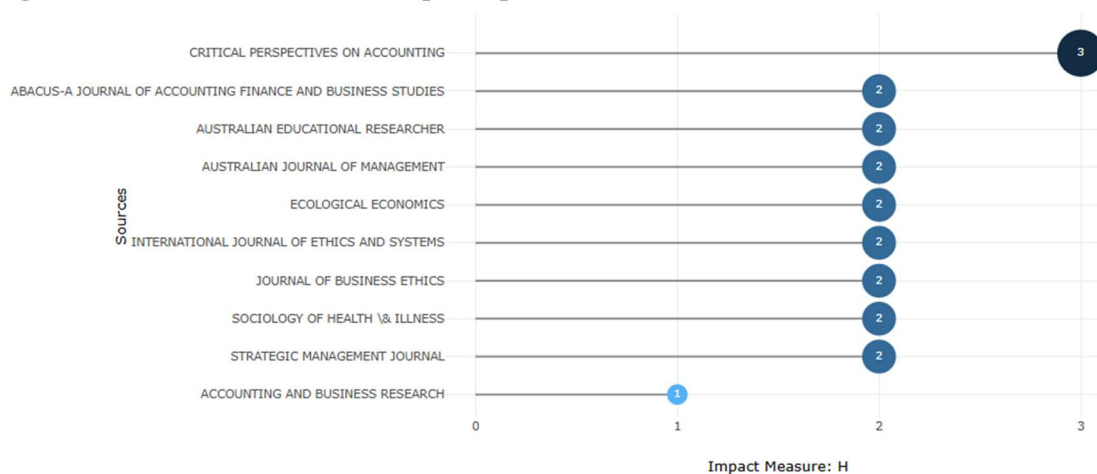 CRITICAL PERSPECTIVES ON ACCOUNTING 3
ABACUS-A JOURNAL OF ACCOUNTING FINANCE AND BUSINESS STUDIES 2
AUSTRALIAN EDUCATIONAL RESEARCHER 2
AUSTRALIAN JOURNAL OF MANAGEMENT 2
ECOLOGICAL ECONOMICS 2
Sources
INTERNATIONAL JOURNAL OF ETHICS AND SYSTEMS 2
JOURNAL OF BUSINESS ETHICS 2
SOCIOLOGY OF HEALTH \& ILLNESS 2
STRATEGIC MANAGEMENT JOURNAL 2
ACCOUNTING AND BUSINESS RESEARCH 1
0 1 2 3
Impact Measure: H